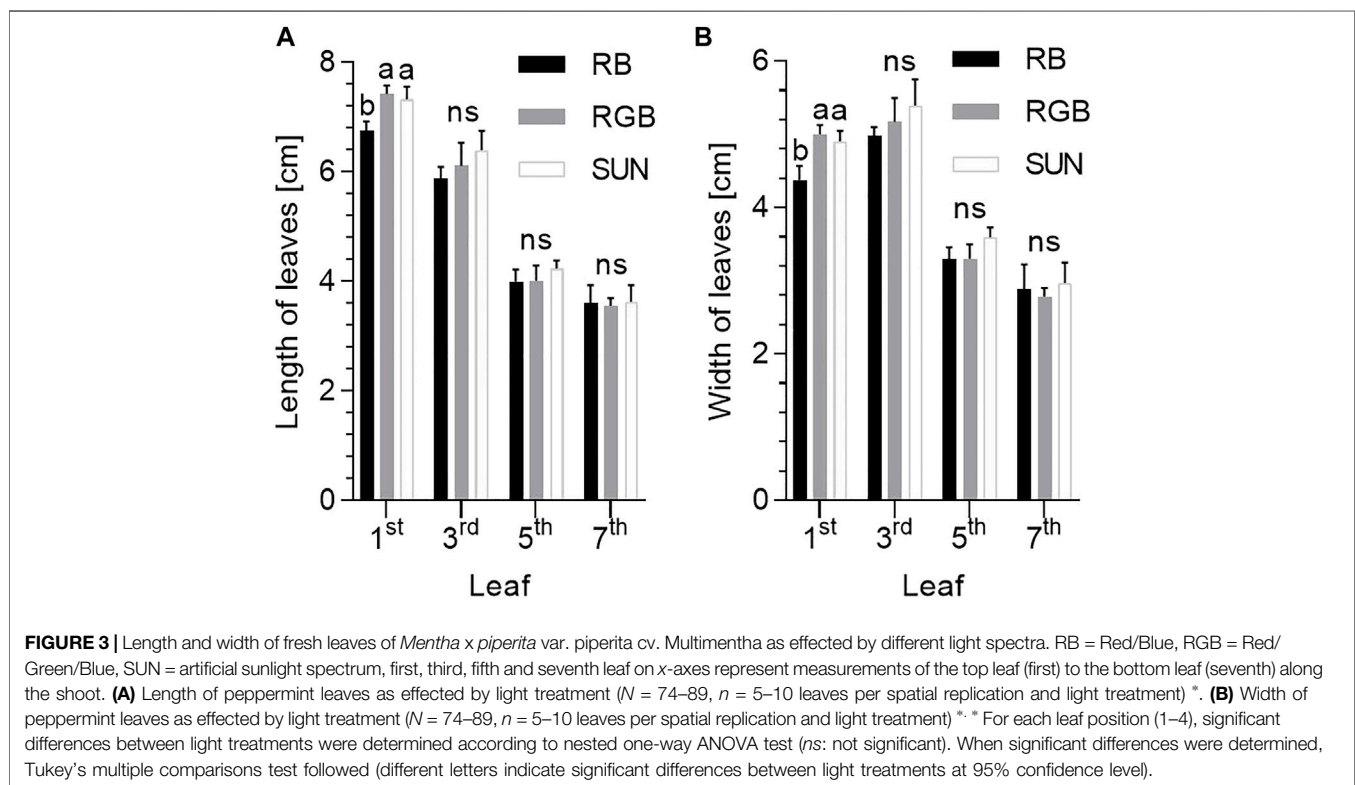 A
8
6
4
2
0
Length of leaves [cm]
b
a a
ns
ns
ns
RB
RGB
SUN
1st
3rd
5th
7th
Leaf
B
6
4
2
0
Width of leaves [cm]
b
aa
ns
ns
ns
RB
RGB
SUN
1st
3rd
5th
7th
Leaf
FIGURE 3 | Length and width of fresh leaves of Mentha x piperita var. piperita cv. Multimentha as effected by different light spectra. RB = Red/Blue, RGB = Red/
Green/Blue, SUN = artificial sunlight spectrum, first, third, fifth and seventh leaf on x-axes represent measurements of the top leaf (first) to the bottom leaf (seventh) along
the shoot. (A) Length of peppermint leaves as effected by light treatment (N = 74–89, n = 5–10 leaves per spatial replication and light treatment) *. (B) Width of
peppermint leaves as effected by light treatment (N = 74–89, n = 5–10 leaves per spatial replication and light treatment) *. * For each leaf position (1–4), significant
differences between light treatments were determined according to nested one-way ANOVA test (ns: not significant). When significant differences were determined,
Tukey's multiple comparisons test followed (different letters indicate significant differences between light treatments at 95% confidence level).